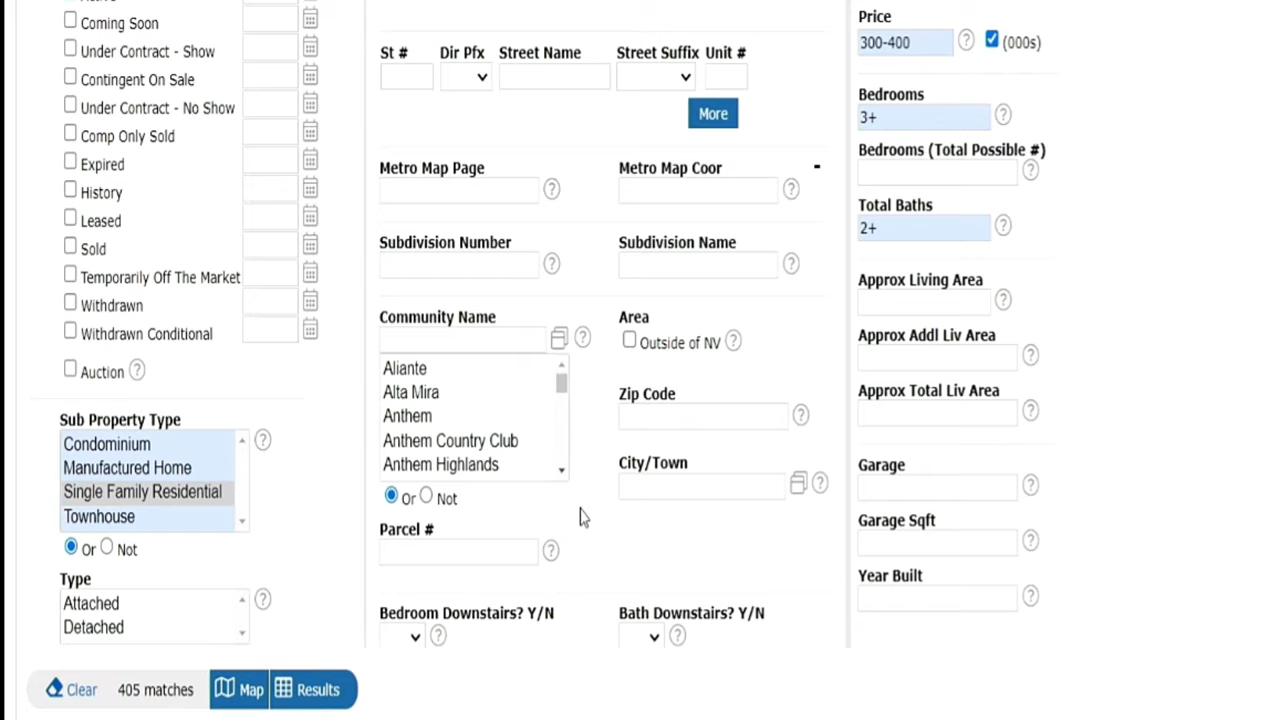 Coming Soon
Under Contract - Show
Contingent On Sale
Under Contract - No Show
Comp Only Sold
Expired
History
Leased
Sold
Temporarily Off The Market
Withdrawn
Withdrawn Conditional
Auction ?
Sub Property Type
Condominium ?
Manufactured Home
Single Family Residential
Townhouse
Or Not
Type
Attached ?
Detached
St # Dir Pfx Street Name Street Suffix Unit #
More
Metro Map Page Metro Map Coor -
? ?
Subdivision Number Subdivision Name
? ?
Community Name Area
? Outside of NV ?
Aliante
Alta Mira
Anthem
Anthem Country Club
Anthem Highlands
Or Not
Zip Code
?
City/Town
?
Parcel #
?
Bedroom Downstairs? Y/N Bath Downstairs? Y/N
? ?
Price
300-400 ? (000s)
Bedrooms
3+ ?
Bedrooms (Total Possible #)
?
Total Baths
2+ ?
Approx Living Area
?
Approx Addl Liv Area
?
Approx Total Liv Area
?
Garage
?
Garage Sqft
?
Year Built
?
Clear 405 matches Map Results